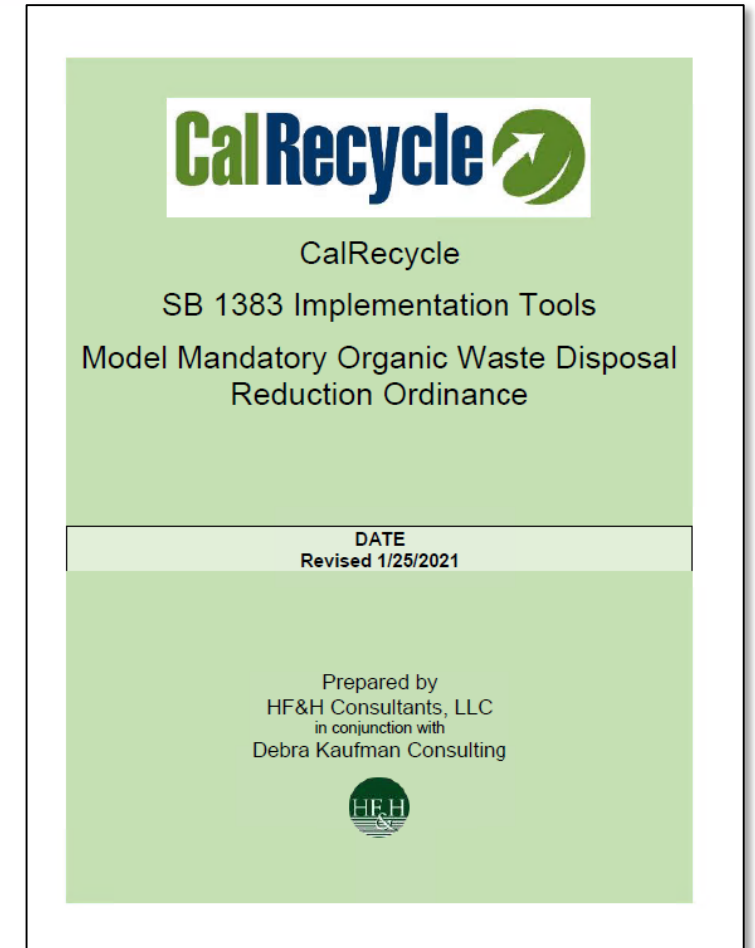 CalRecycle
CalRecycle
SB 1383 Implementation Tools
Model Mandatory Organic Waste Disposal
Reduction Ordinance
DATE
Revised 1/25/2021
Prepared by
HF&H Consultants, LLC
in conjunction with
Debra Kaufman Consulting
HF&H